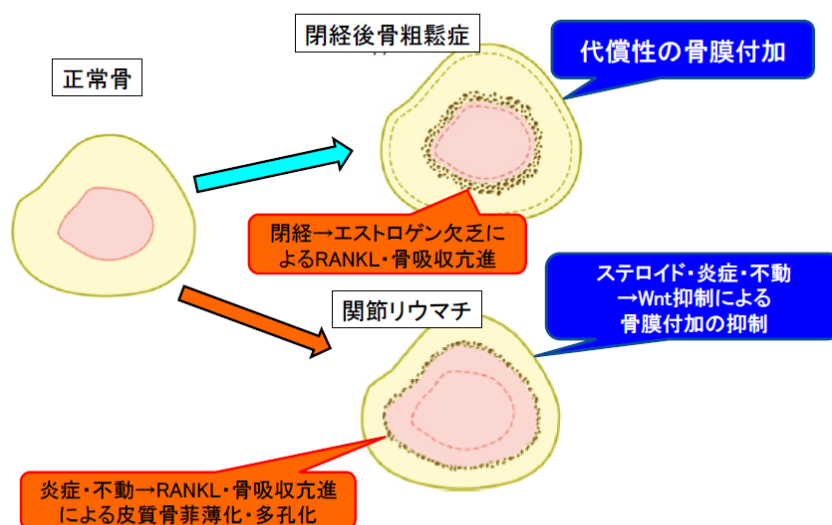 閉経後骨粗鬆症
代償性の骨膜付加
正常骨
閉経→エストロゲン欠乏に
よるRANKL・骨吸収亢進
ステロイド・炎症・不動
→Wnt抑制による
骨膜付加の抑制
関節リウマチ
炎症・不動→RANKL・骨吸収亢進
による皮質骨菲薄化・多孔化